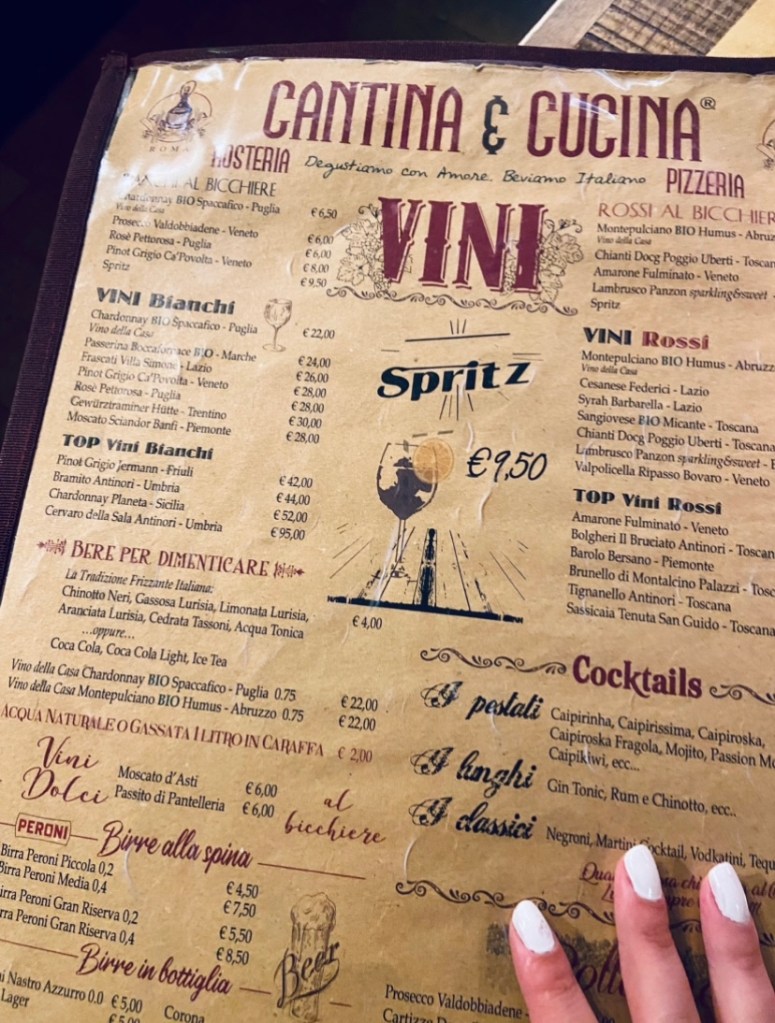 CANTINA & CUCINA®
ROMA
HOSTERIA
Degustiamo con Amore. Beviamo Italiano
PIZZERIA
AL BICCHIERE
Chardonnay BIO Spaccafico - Puglia € 6,50
Vino della Casa
Prosecco Valdobbiadene - Veneto € 6,00
Rosè Pettorosa - Puglia € 6,00
Pinot Grigio Ca'Povolta - Veneto € 8,00
Spritz € 9,50
VINI Bianchi
Chardonnay BIO Spaccafico - Puglia € 22,00
Vino della Casa
Passerina Boccafornace BIO - Marche € 24,00
Frascati Villa Simone - Lazio € 26,00
Pinot Grigio Ca'Povolta - Veneto € 28,00
Rosè Pettorosa - Puglia € 28,00
Gewürztraminer Hütte - Trentino € 30,00
Moscato Sciandor Banfi - Piemonte € 28,00
TOP Vini Bianchi
Pinot Grigio Jermann - Friuli € 42,00
Bramito Antinori - Umbria € 44,00
Chardonnay Planeta - Sicilia € 52,00
Cervaro della Sala Antinori - Umbria € 95,00
BERE PER DIMENTICARE
La Tradizione Frizzante Italiana:
Chinotto Neri, Gassosa Lurisia, Limonata Lurisia,
Aranciata Lurisia, Cedrata Tassoni, Acqua Tonica € 4,00
...oppure...
Coca Cola, Coca Cola Light, Ice Tea
Vino della Casa Chardonnay BIO Spaccafico - Puglia 0.75 € 22,00
Vino della Casa Montepulciano BIO Humus - Abruzzo 0.75 € 22,00
ACQUA NATURALE O GASSATA 1 LITRO IN CARAFFA € 2,00
Vini Dolci
Moscato d'Asti € 6,00
Passito di Pantelleria € 6,00
al bicchiere
PERONI
Birre alla spina
Birra Peroni Piccola 0,2 € 4,50
Birra Peroni Media 0,4 € 7,50
irra Peroni Gran Riserva 0,2 € 5,50
rra Peroni Gran Riserva 0,4 € 8,50
Beer
Birre in bottiglia
Nastro Azzurro 0.0 € 5,00
Lager
Corona
VINI
Spritz
€9,50
ROSSI AL BICCHIER
Montepulciano BIO Humus - Abruz
Vino della Casa
Chianti Docg Poggio Uberti - Toscan
Amarone Fulminato - Veneto
Lambrusco Panzon sparkling&sweet -
Spritz
VINI Rossi
Montepulciano BIO Humus - Abruzz
Vino della Casa
Cesanese Federici - Lazio
Syrah Barbarella - Lazio
Sangiovese BIO Micante - Toscana
Chianti Docg Poggio Uberti - Toscana
Lambrusco Panzon sparkling&sweet -
Valpolicella Ripasso Bovaro - Veneto
TOP Vini Rossi
Amarone Fulminato - Veneto
Bolgheri Il Bruciato Antinori - Toscan
Barolo Bersano - Piemonte
Brunello di Montalcino Palazzi - Tosc
Tignanello Antinori - Toscana
Sassicaia Tenuta San Guido - Toscana
Cocktails
I pestati
Caipirinha, Caipirissima, Caipiroska,
Caipiroska Fragola, Mojito, Passion Mo
Caipikiwi, ecc...
I lunghi
Gin Tonic, Rum e Chinotto, ecc..
I classici
Negroni, Martini Cocktail, Vodkatini, Tequ
Prosecco Valdobbiadene -